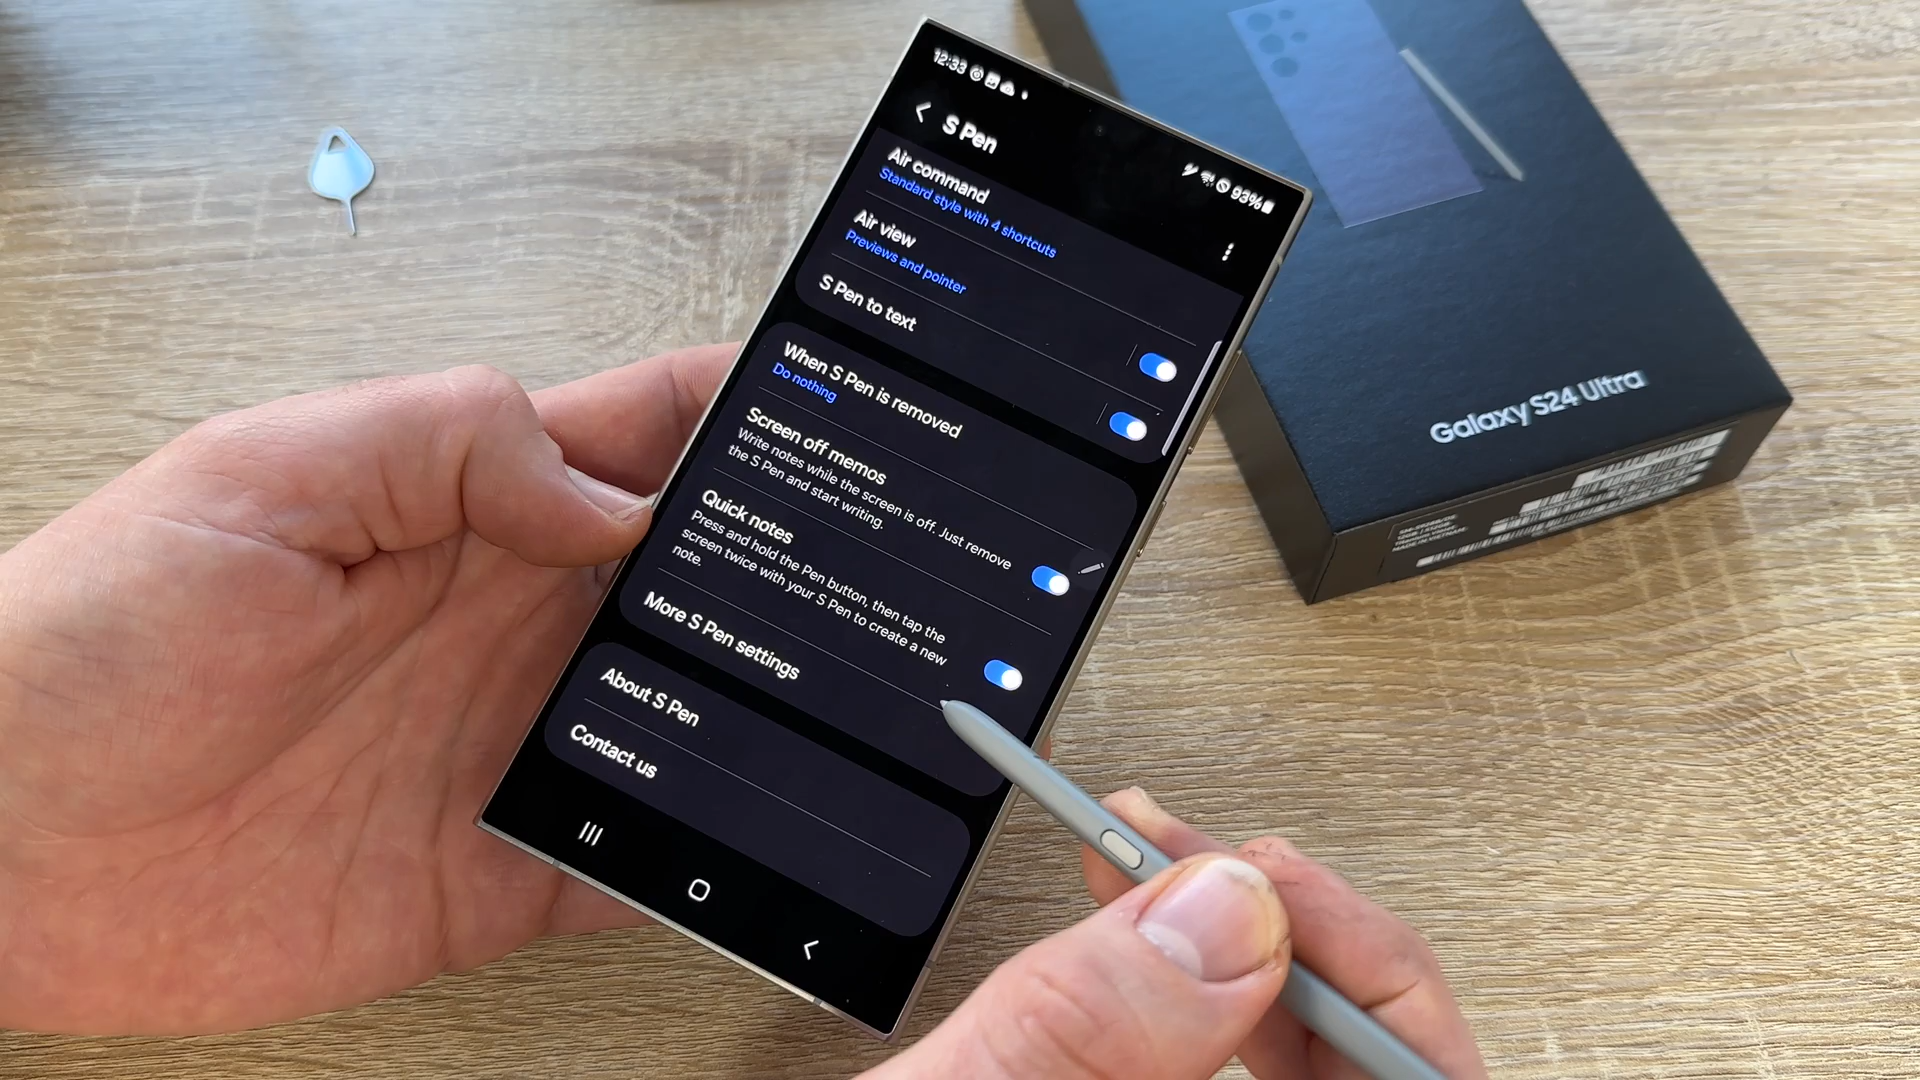 12:33
93%
S Pen
Air command
Standard style with 4 shortcuts
Air view
Previews and pointer
S Pen to text
When S Pen is removed
Do nothing
Screen off memos
Write notes while the screen is off. Just remove
the S Pen and start writing.
Quick notes
Press and hold the Pen button, then tap the
screen twice with your S Pen to create a new
note.
More S Pen settings
About S Pen
Contact us
Galaxy S24 Ultra
MADE IN VIETNAM